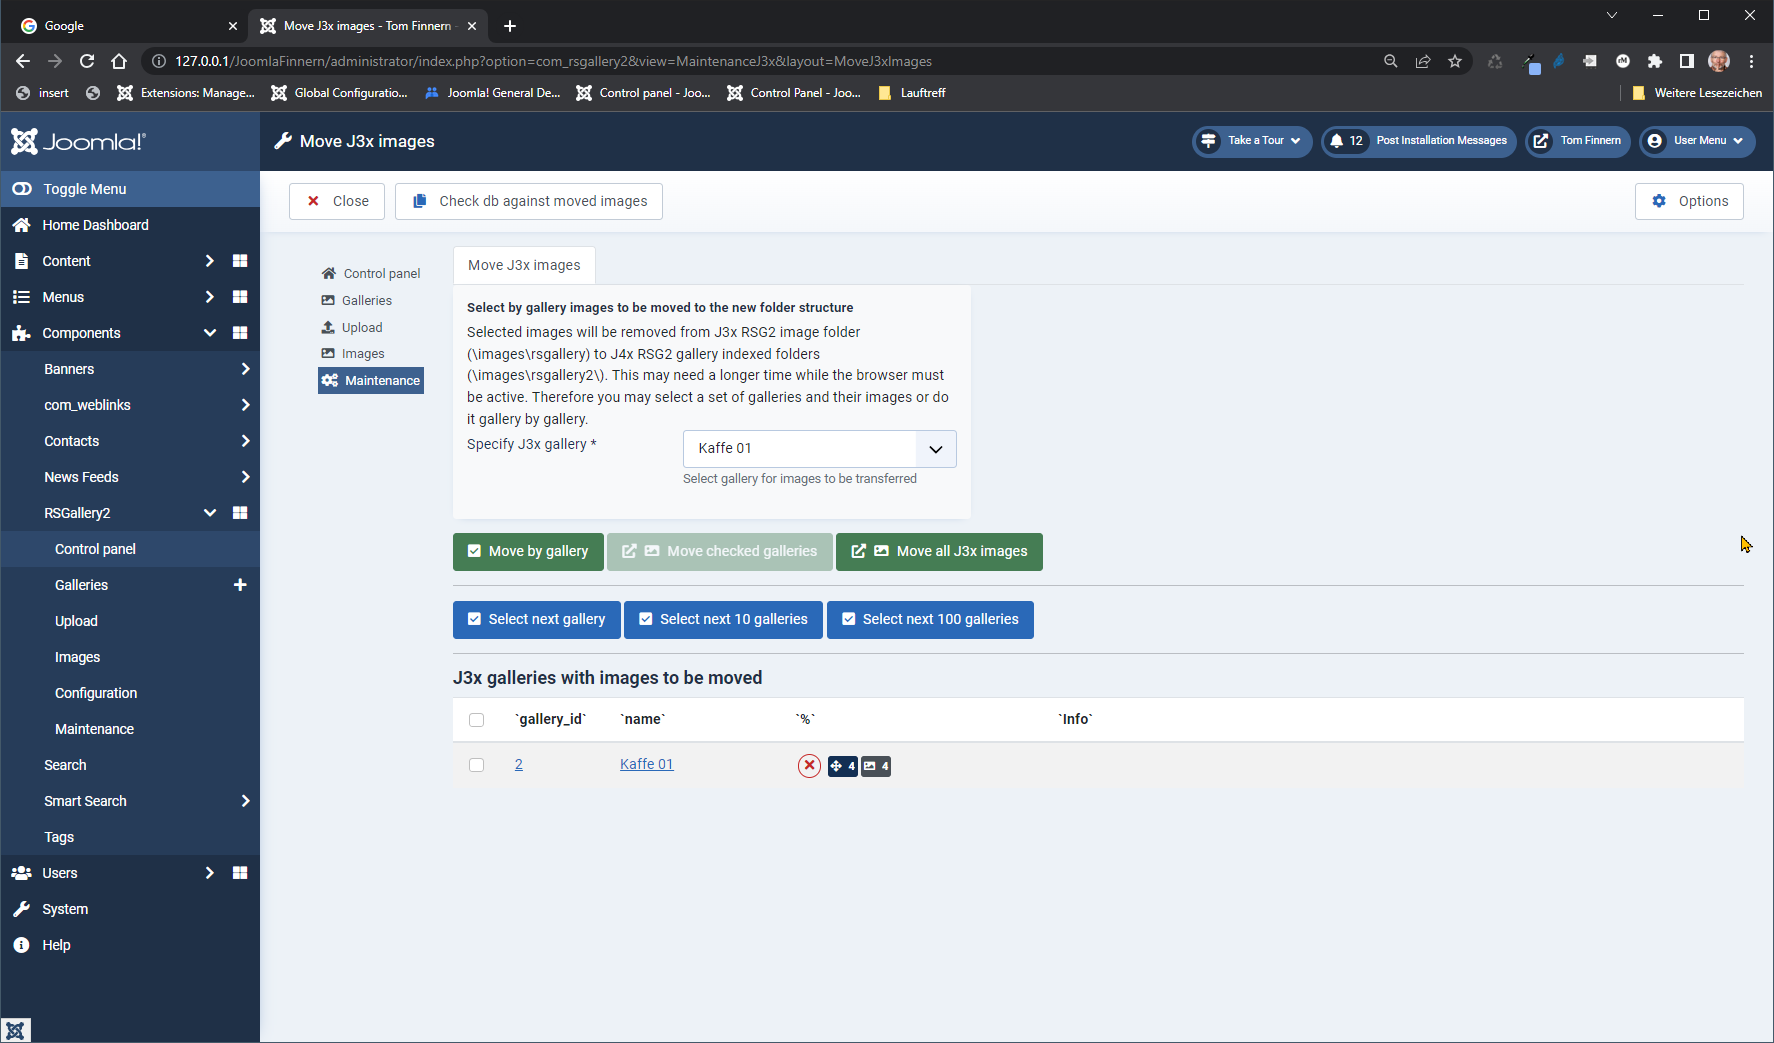 Google
Move J3x images - Tom Finnern -
127.0.0.1/JoomlaFinnern/administrator/index.php?option=com_rsgallery2&view=MaintenanceJ3x&layout=MoveJ3xImages
insert
Extensions: Manage...
Global Configuratio...
Joomla! General De...
Control panel - Joo...
Control Panel - Joo...
Lauftreff
Weitere Lesezeichen
Joomla!®
Move J3x images
Take a Tour
12 Post Installation Messages
Tom Finnern
User Menu
Toggle Menu
Home Dashboard
Content
Menus
Components
Banners
com_weblinks
Contacts
News Feeds
RSGallery2
Control panel
Galleries
Upload
Images
Configuration
Maintenance
Search
Smart Search
Tags
Users
System
Help
Close
Check db against moved images
Options
Control panel
Galleries
Upload
Images
Maintenance
Move J3x images
Select by gallery images to be moved to the new folder structure
Selected images will be removed from J3x RSG2 image folder
(\images\rsgallery) to J4x RSG2 gallery indexed folders
(\images\rsgallery2\). This may need a longer time while the browser must
be active. Therefore you may select a set of galleries and their images or do
it gallery by gallery.
Specify J3x gallery *
Kaffe 01
Select gallery for images to be transferred
Move by gallery
Move checked galleries
Move all J3x images
Select next gallery
Select next 10 galleries
Select next 100 galleries
J3x galleries with images to be moved
`gallery_id` `name` `%` `Info`
2 Kaffe 01 4 4